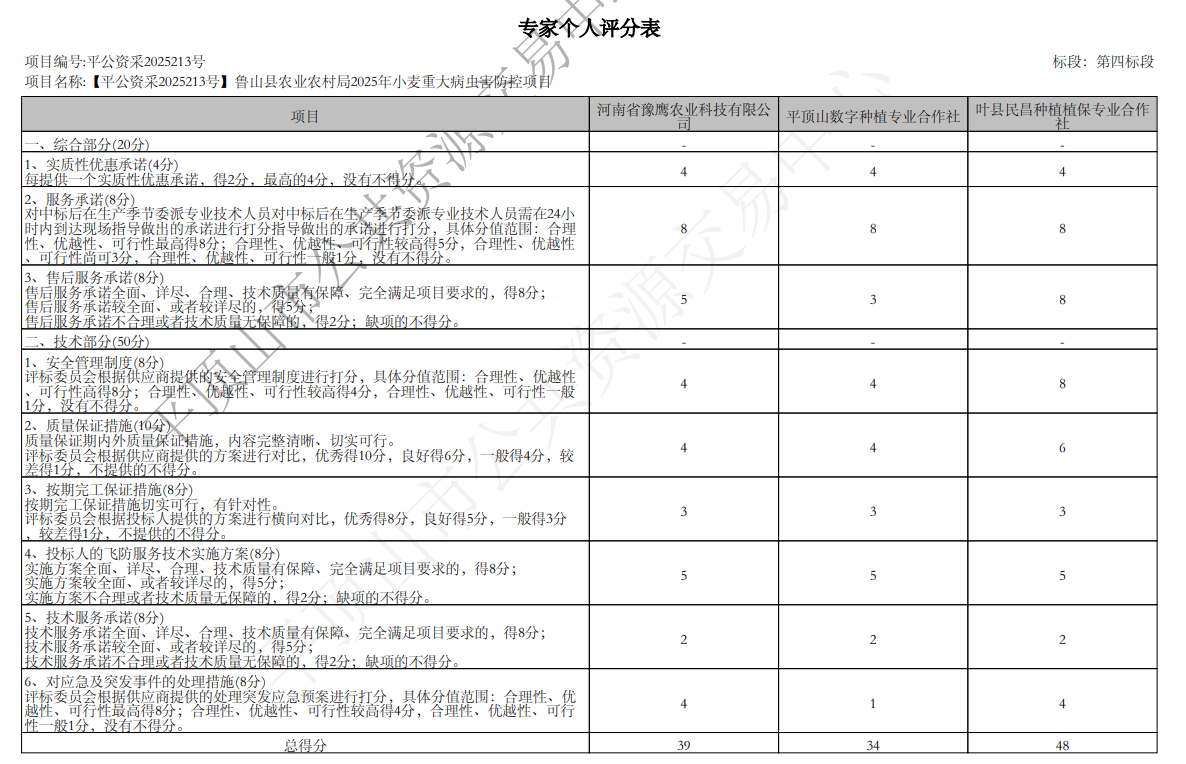 专家个人评分表
项目编号:平公资采2025213号
标段：第四标段
项目名称:【平公资采2025213号】鲁山县农业农村局2025年小麦重大病虫害防控项目
项目
河南省豫鹰农业科技有限公
司
平顶山数字种植专业合作社
叶县民昌种植植保专业合作
社
一、综合部分(20分)
-
-
-
1、实质性优惠承诺(4分)
每提供一个实质性优惠承诺，得2分，最高的4分，没有不得分。
4
4
4
2、服务承诺(8分)
对中标后在生产季节委派专业技术人员对中标后在生产季节委派专业技术人员需在24小
时内到达现场指导做出的承诺进行打分指导做出的承诺进行打分，具体分值范围：合理
性、优越性、可行性最高得8分；合理性、优越性、可行性较高得5分，合理性、优越性
、可行性尚可3分，合理性、优越性、可行性一般1分，没有不得分。
8
8
8
3、售后服务承诺(8分)
售后服务承诺全面、详尽、合理、技术质量有保障、完全满足项目要求的，得8分；
售后服务承诺较全面、或者较详尽的，得5分；
售后服务承诺不合理或者技术质量无保障的，得2分；缺项的不得分。
5
3
8
二、技术部分(50分)
-
-
-
1、安全管理制度(8分)
评标委员会根据供应商提供的安全管理制度进行打分，具体分值范围：合理性、优越性
、可行性高得8分；合理性、优越性、可行性较高得4分，合理性、优越性、可行性一般
1分，没有不得分。
4
4
8
2、质量保证措施(10分)
质量保证期内外质量保证措施，内容完整清晰、切实可行。
评标委员会根据供应商提供的方案进行对比，优秀得10分，良好得6分，一般得4分，较
差得1分，不提供的不得分。
4
4
6
3、按期完工保证措施(8分)
按期完工保证措施切实可行，有针对性。
评标委员会根据投标人提供的方案进行横向对比，优秀得8分，良好得5分，一般得3分
，较差得1分，不提供的不得分。
3
3
3
4、投标人的飞防服务技术实施方案(8分)
实施方案全面、详尽、合理、技术质量有保障、完全满足项目要求的，得8分；
实施方案较全面、或者较详尽的，得5分；
实施方案不合理或者技术质量无保障的，得2分；缺项的不得分。
5
5
5
5、技术服务承诺(8分)
技术服务承诺全面、详尽、合理、技术质量有保障、完全满足项目要求的，得8分；
技术服务承诺较全面、或者较详尽的，得5分；
技术服务承诺不合理或者技术质量无保障的，得2分；缺项的不得分。
2
2
2
6、对应急及突发事件的处理措施(8分)
评标委员会根据供应商提供的处理突发应急预案进行打分，具体分值范围：合理性、优
越性、可行性最高得8分；合理性、优越性、可行性较高得4分，合理性、优越性、可行
性一般1分，没有不得分。
4
1
4
总得分
39
34
48
平顶山市公共资源交易中
平顶山市公共资源交易中心